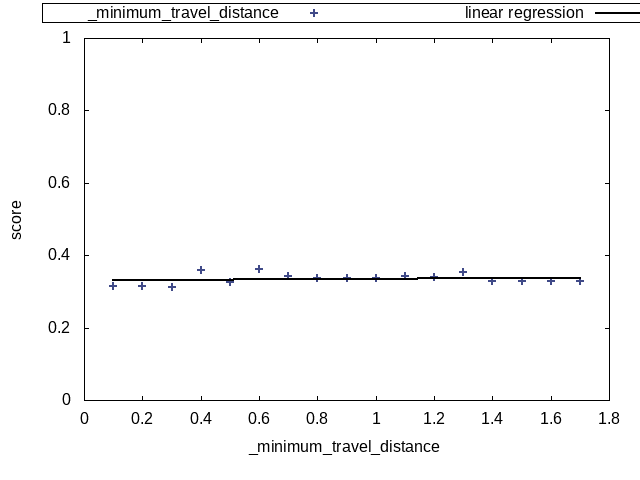 _minimum_travel_distance linear regression
1
0.8
0.6
0.4
0.2
0
score
0 0.2 0.4 0.6 0.8 1 1.2 1.4 1.6 1.8
_minimum_travel_distance